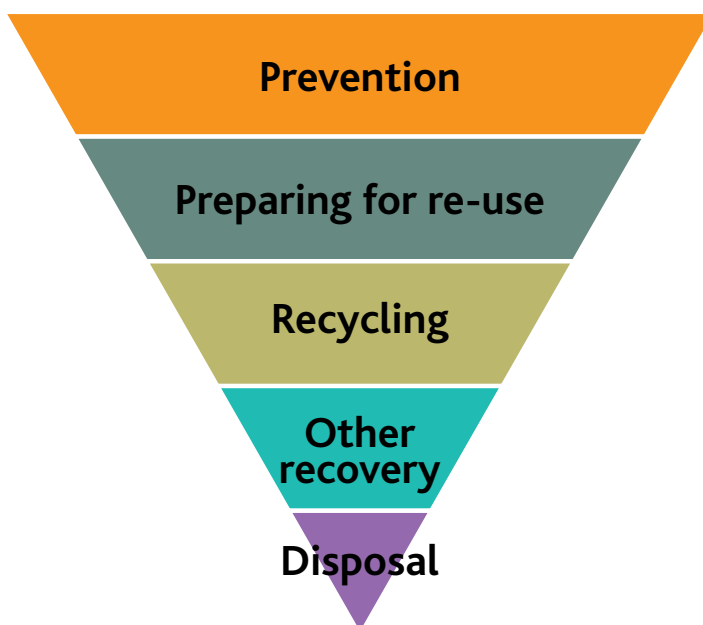 Prevention
Preparing for re-use
Recycling
Other
recovery
Disposal